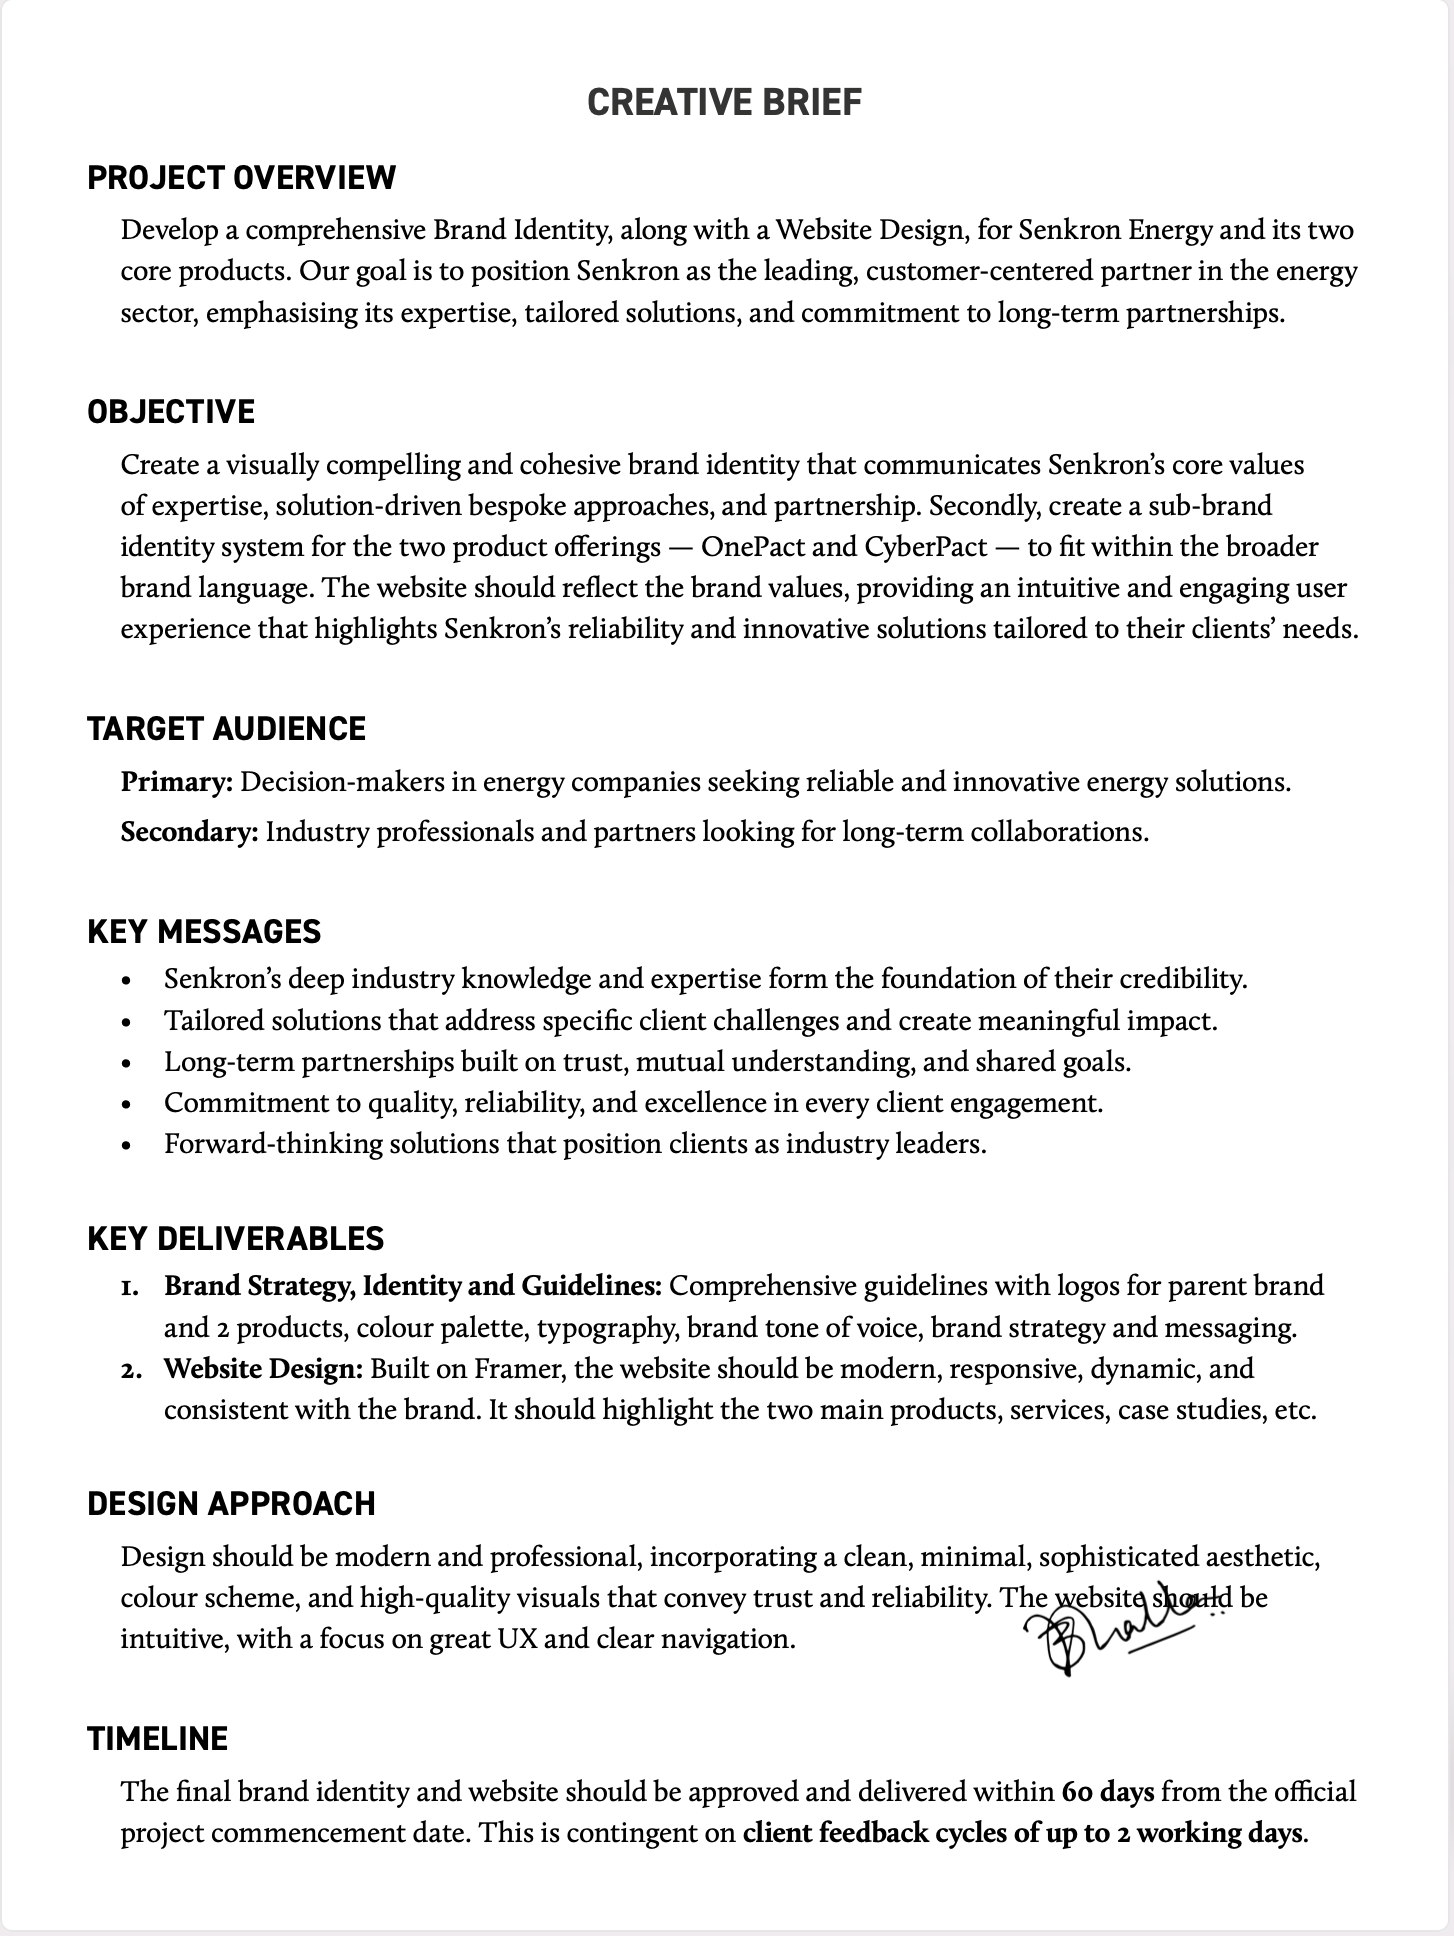 CREATIVE BRIEF
PROJECT OVERVIEW
Develop a comprehensive Brand Identity, along with a Website Design, for Senkron Energy and its two
core products. Our goal is to position Senkron as the leading, customer-centered partner in the energy
sector, emphasising its expertise, tailored solutions, and commitment to long-term partnerships.
OBJECTIVE
Create a visually compelling and cohesive brand identity that communicates Senkron’s core values
of expertise, solution-driven bespoke approaches, and partnership. Secondly, create a sub-brand
identity system for the two product offerings — OnePact and CyberPact — to fit within the broader
brand language. The website should reflect the brand values, providing an intuitive and engaging user
experience that highlights Senkron’s reliability and innovative solutions tailored to their clients’ needs.
TARGET AUDIENCE
Primary: Decision-makers in energy companies seeking reliable and innovative energy solutions.
Secondary: Industry professionals and partners looking for long-term collaborations.
KEY MESSAGES
• Senkron’s deep industry knowledge and expertise form the foundation of their credibility.
• Tailored solutions that address specific client challenges and create meaningful impact.
• Long-term partnerships built on trust, mutual understanding, and shared goals.
• Commitment to quality, reliability, and excellence in every client engagement.
• Forward-thinking solutions that position clients as industry leaders.
KEY DELIVERABLES
1. Brand Strategy, Identity and Guidelines: Comprehensive guidelines with logos for parent brand
and 2 products, colour palette, typography, brand tone of voice, brand strategy and messaging.
2. Website Design: Built on Framer, the website should be modern, responsive, dynamic, and
consistent with the brand. It should highlight the two main products, services, case studies, etc.
DESIGN APPROACH
Design should be modern and professional, incorporating a clean, minimal, sophisticated aesthetic,
colour scheme, and high-quality visuals that convey trust and reliability. The website should be
intuitive, with a focus on great UX and clear navigation.
TIMELINE
The final brand identity and website should be approved and delivered within 60 days from the official
project commencement date. This is contingent on client feedback cycles of up to 2 working days.